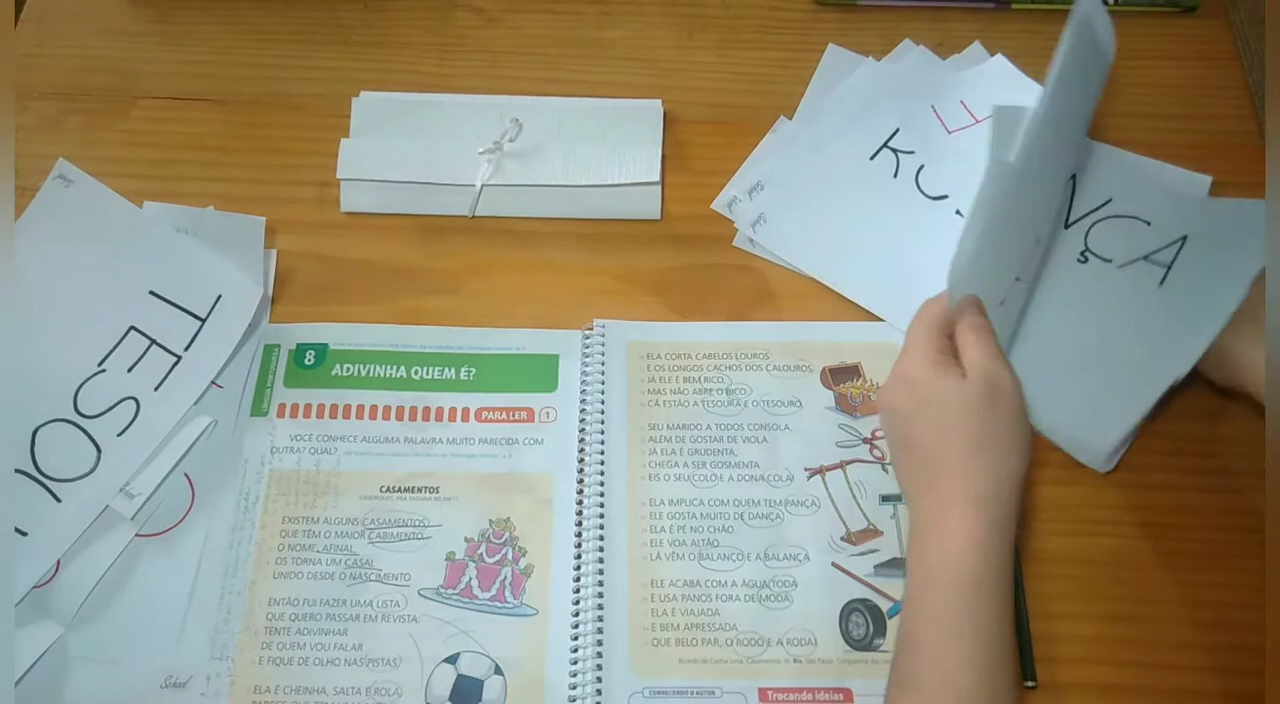 KU
NÇA
TESO
School
8
ADIVINHA QUEM É?
LÍNGUA PORTUGUESA
PARA LER 1
VOCÊ CONHECE ALGUMA PALAVRA MUITO PARECIDA COM
OUTRA? QUAL?
CASAMENTOS
EXISTEM ALGUNS CASAMENTOS
QUE TÊM O MAIOR CABIMENTO.
O NOME, AFINAL,
OS TORNA UM CASAL
UNIDO DESDE O NASCIMENTO
ENTÃO FUI FAZER UMA LISTA
QUE QUERO PASSAR EM REVISTA
TENTE ADIVINHAR
DE QUEM VOU FALAR
E FIQUE DE OLHO NAS PISTAS
ELA É CHEINHA, SALTA E ROLA
ELA CORTA CABELOS LOUROS
E OS LONGOS CACHOS DOS CALOUROS.
JÁ ELE É BEM RICO,
MAS NÃO ABRE O BICO.
CÁ ESTÃO A TESOURA E O TESOURO.
SEU MARIDO A TODOS CONSOLA,
ALÉM DE GOSTAR DE VIOLA.
JÁ ELA É GRUDENTA,
CHEGA A SER GOSMENTA
EIS O SEU COLO E A DONA COLA!
ELA IMPLICA COM QUEM TEM PANÇA,
ELE GOSTA MUITO DE DANÇA.
ELA É PÉ NO CHÃO
ELE VOA ALTÃO
LÁ VÊM O BALANÇO E A BALANÇA
ELE ACABA COM A ÁGUA TODA
E USA PANOS FORA DE MODA.
ELA É VIAJADA
E BEM APRESSADA
QUE BELO PAR, O RODO E A RODA!
CONHECENDO O AUTOR
Trocando ideias